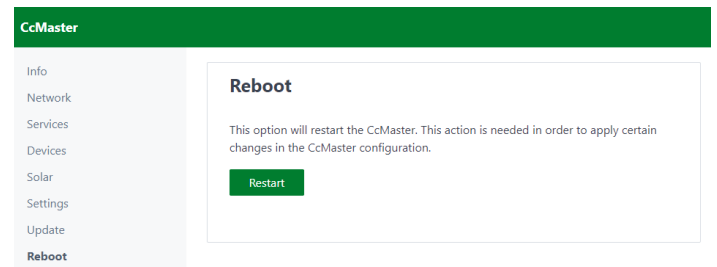 CcMaster
Info
Network
Services
Devices
Solar
Settings
Update
Reboot
Reboot
This option will restart the CcMaster. This action is needed in order to apply certain
changes in the CcMaster configuration.
Restart